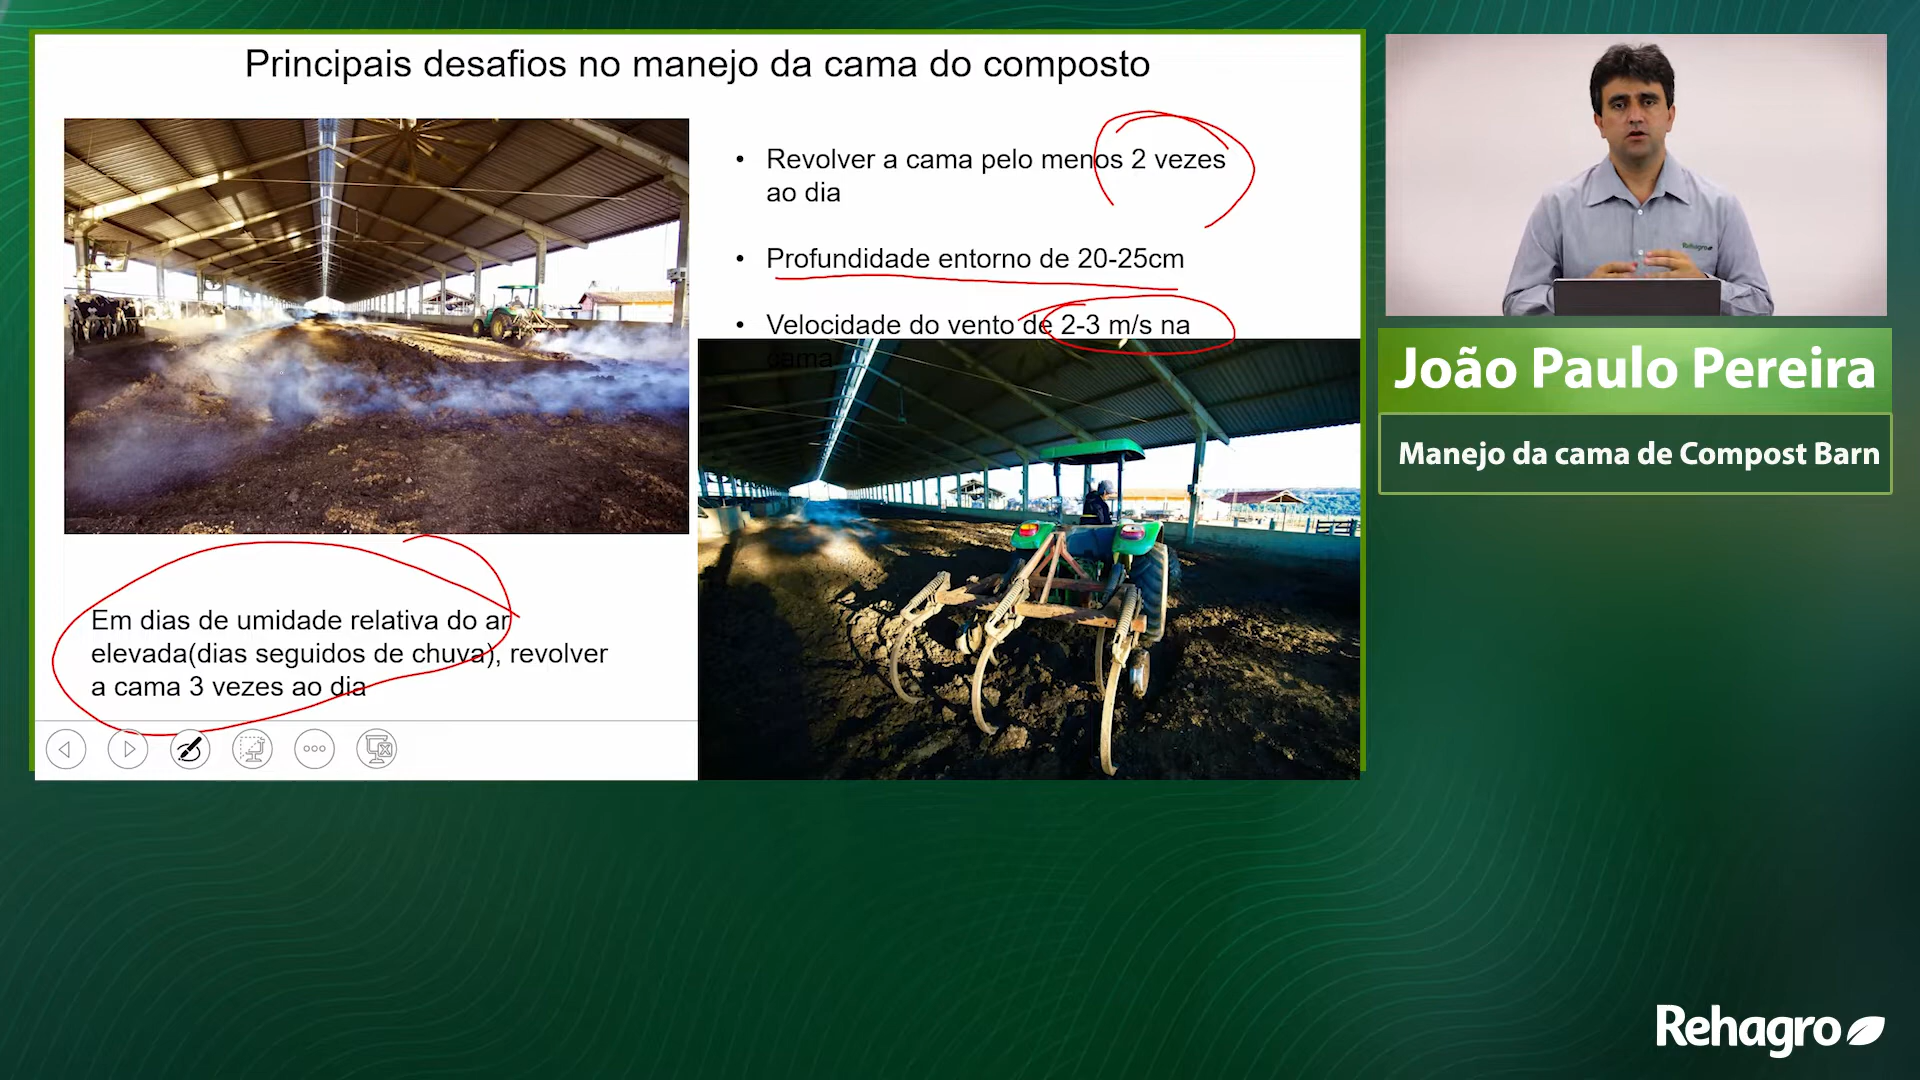 Principais desafios no manejo da cama do composto
• Revolver a cama pelo menos 2 vezes
ao dia
• Profundidade entorno de 20-25cm
• Velocidade do vento de 2-3 m/s na
cama
Em dias de umidade relativa do ar
elevada(dias seguidos de chuva), revolver
a cama 3 vezes ao dia
Rehagro
João Paulo Pereira
Manejo da cama de Compost Barn
Rehagro